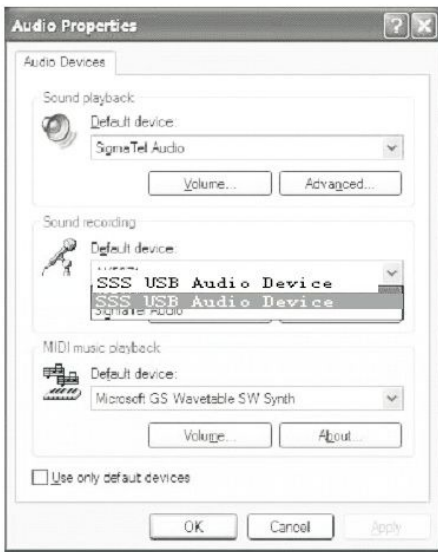 Audio Properties
Audio Devices
Sound playback
Default device:
SigmaTel Audio
Volume...
Advanced...
Sound recording
Default device:
SSS USB Audio Device
SSS USB Audio Device
SigmaTel Audio
MIDI music playback
Default device:
Microsoft GS Wavetable SW Synth
Volume...
About...
Use only default devices
OK
Cancel
Apply